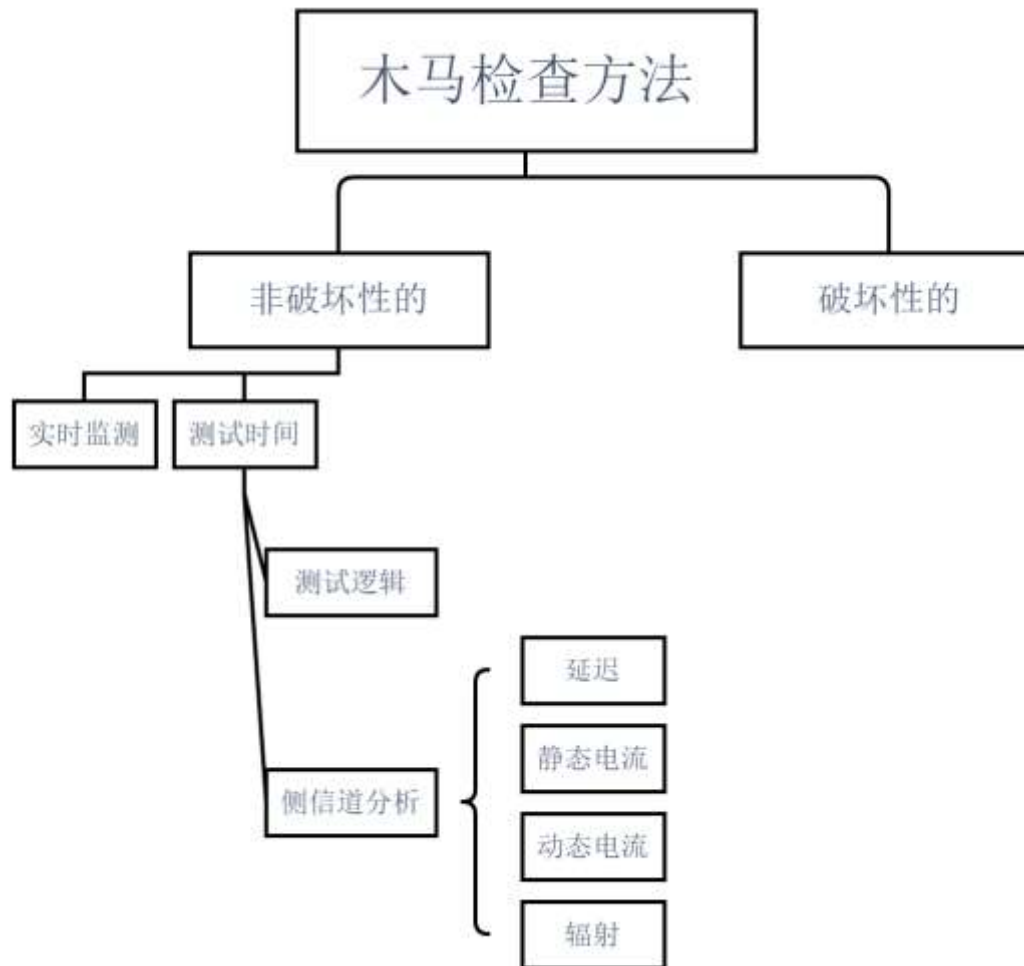 木马检查方法
非破坏性的
破坏性的
实时监测
测试时间
测试逻辑
侧信道分析
延迟
静态电流
动态电流
辐射